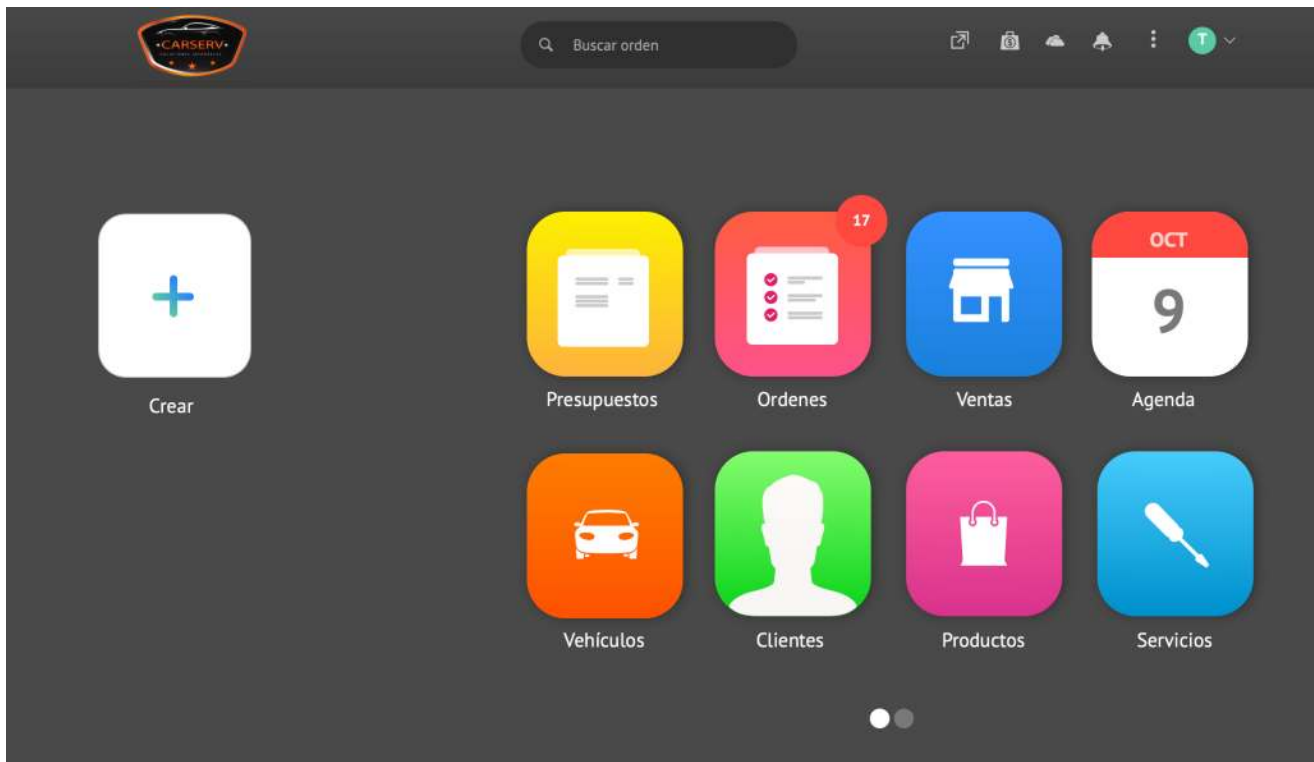 •CARSERV•
Buscar orden
T
Crear
17
OCT
9
Presupuestos
Ordenes
Ventas
Agenda
Vehículos
Clientes
Productos
Servicios